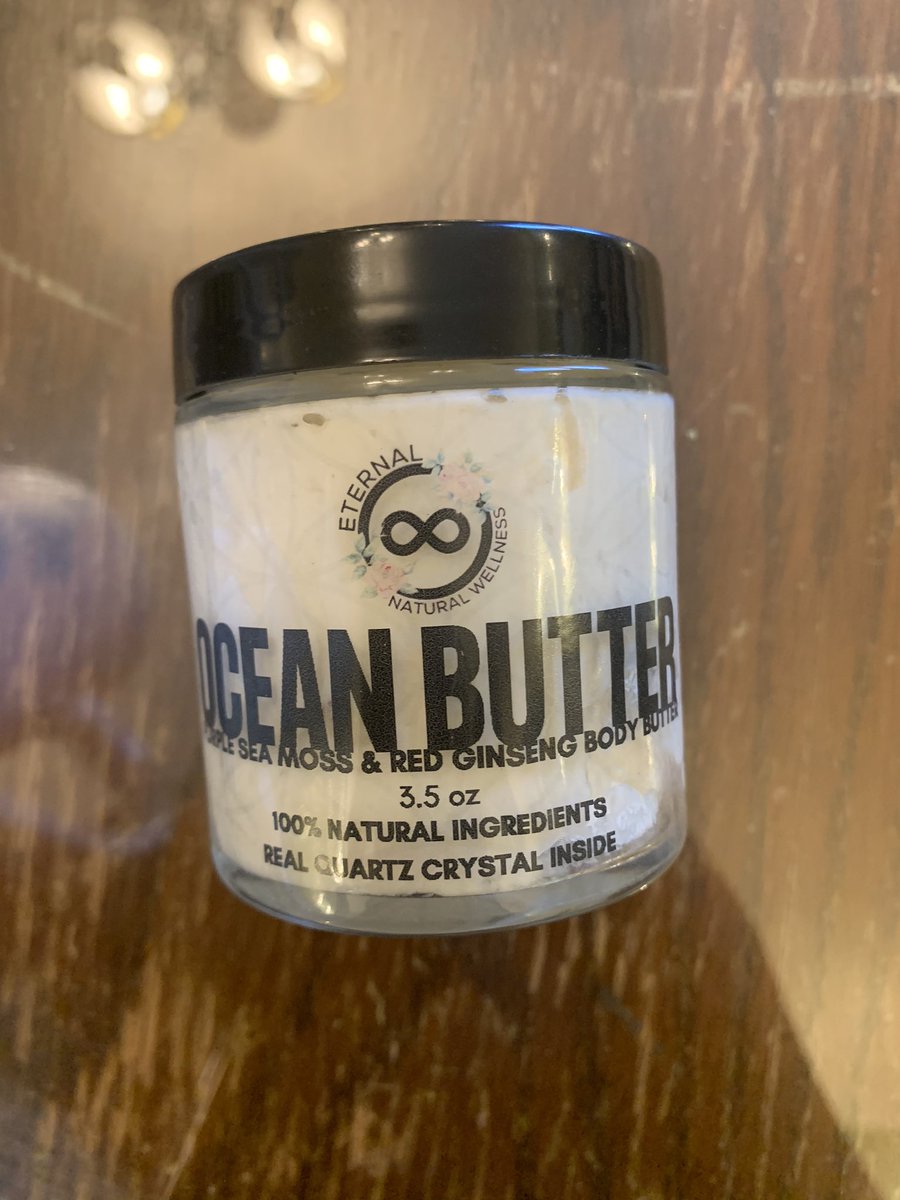 ETERNAL
NATURAL WELLNESS
OCEAN BUTTER
SEA MOSS & RED GINSENG BODY BUTTER
3.5 oz
100% NATURAL INGREDIENTS
REAL QUARTZ CRYSTAL INSIDE